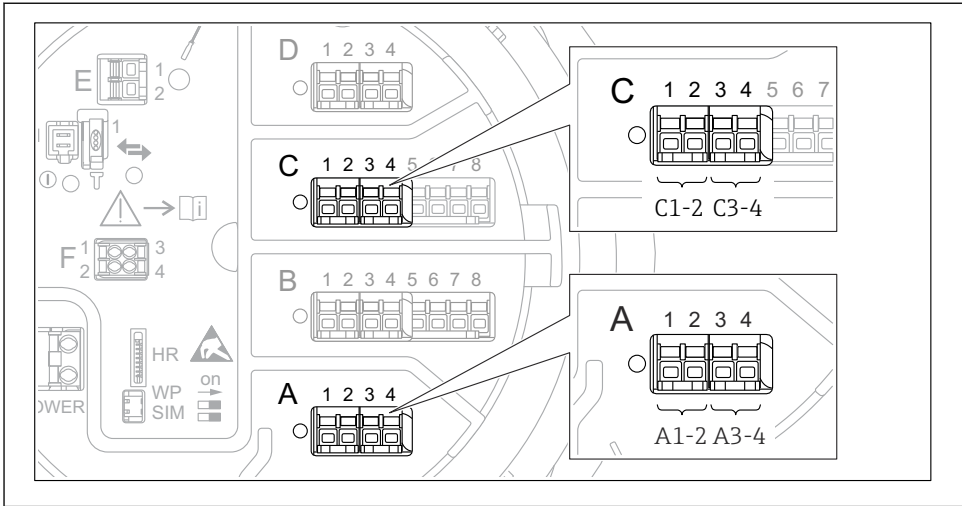 D 1 2 3 4
E 1
2
1
C 1 2 3 4 5 6 7 8
i
F 1 2 3 4
B 1 2 3 4 5 6 7 8
HR
WP
SIM
on
OWER
A 1 2 3 4
C 1 2 3 4 5 6 7
C1-2 C3-4
A 1 2 3 4
A1-2 A3-4